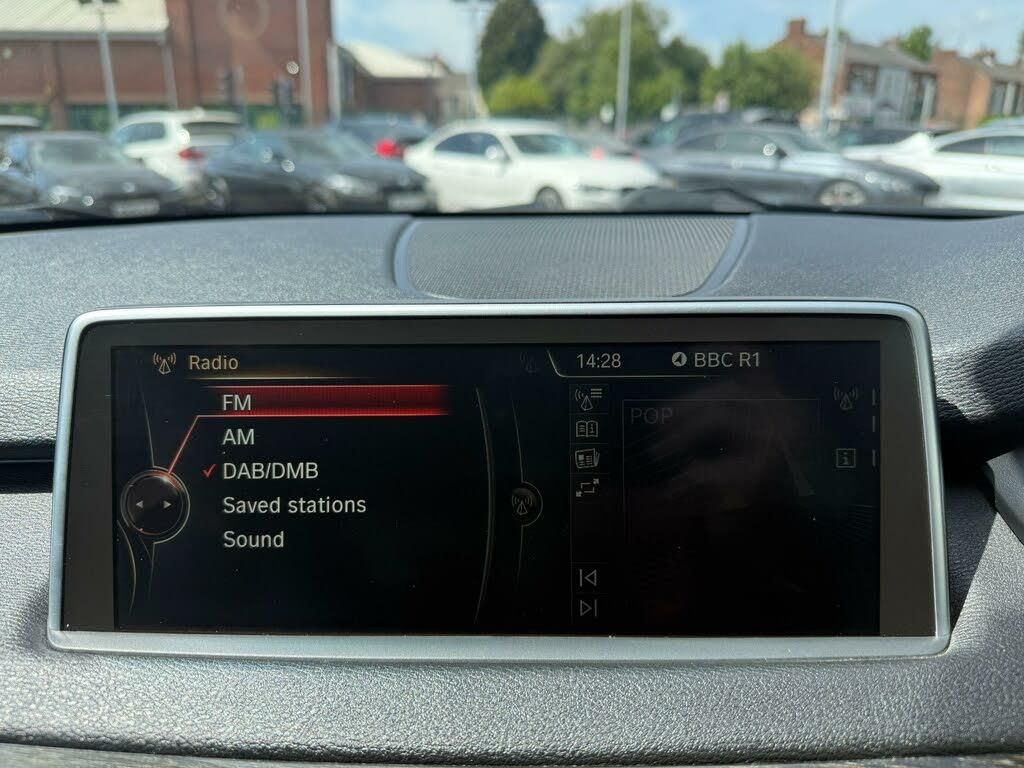 Radio
14:28 BBC R1
FM
AM
DAB/DMB
Saved stations
Sound
POP